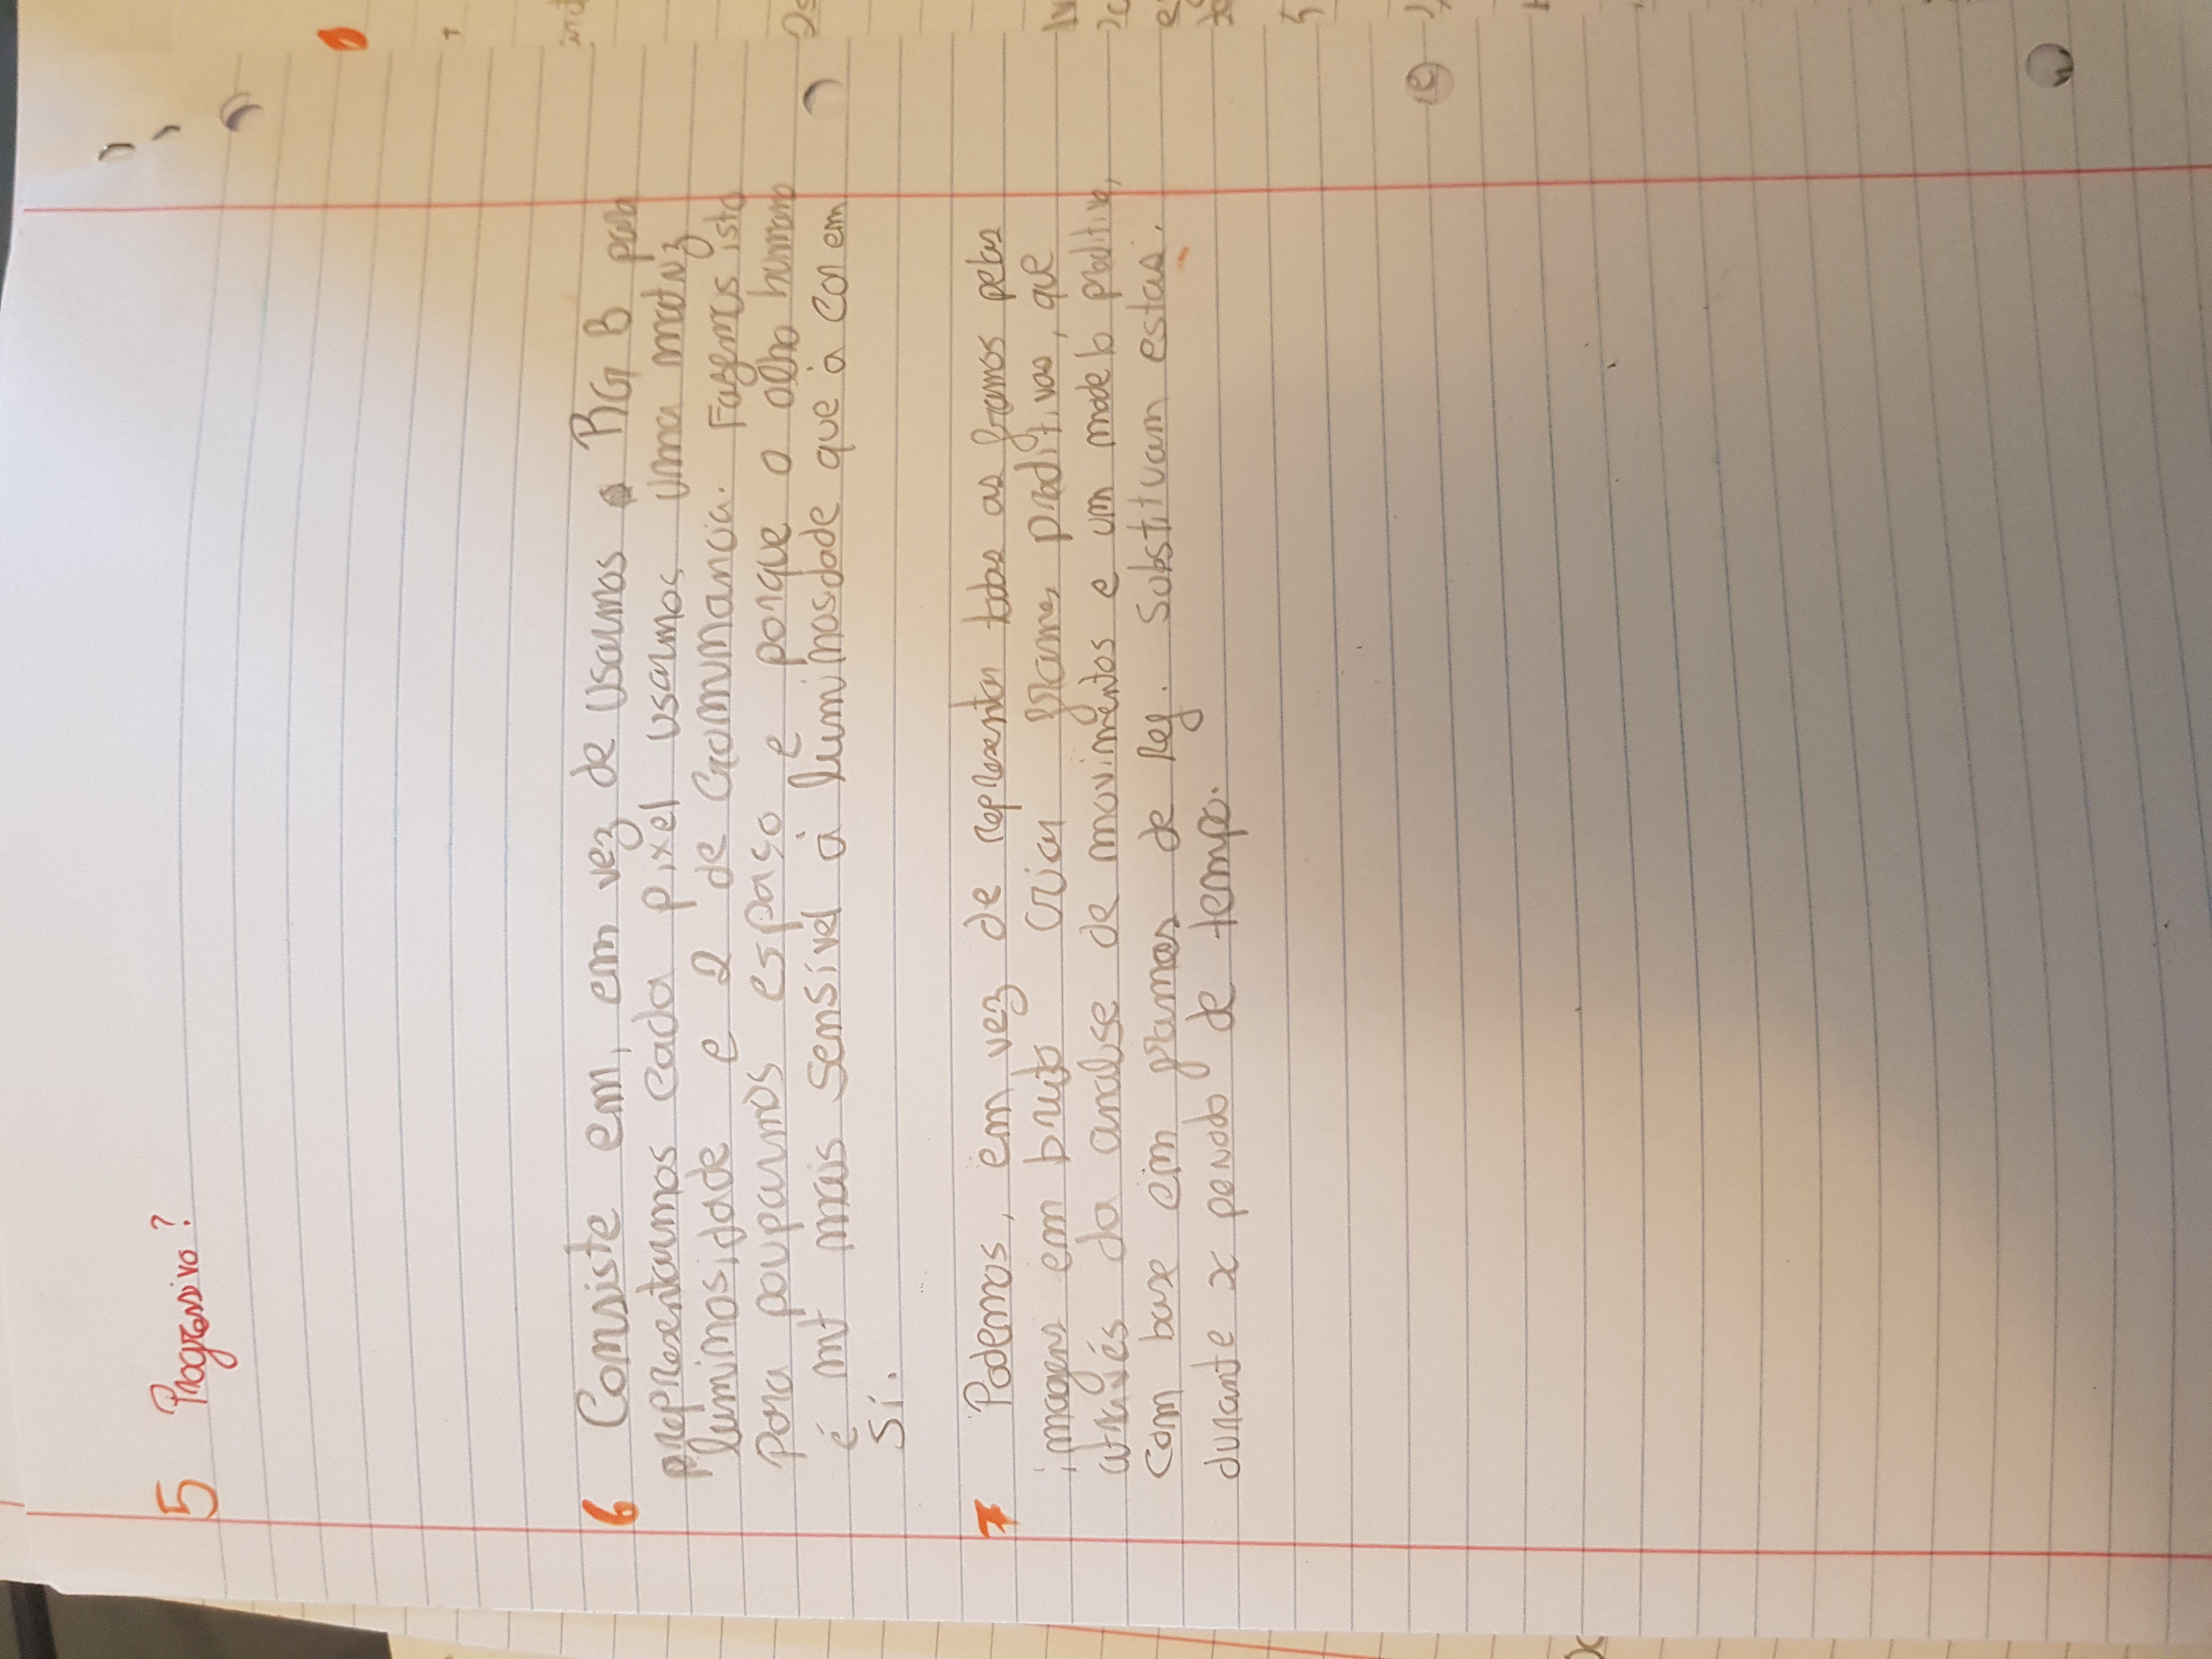 5 Progressivo?
6 Consiste em, em vez de usarmos RGB para
representarmos cada pixel usarmos uma matriz
luminosidade e 2 de Crominancia. Fazemos isto
para pouparmos espaso e porque o olho humano
é mt mais sensível à luminosdade que à cor em
si.
7 Podemos, em vez de representar todas as frames pelas
imagens em bruto criar frames preditivas, que
através da analise de movimentos e um modelo preditivo,
com base em frames de Ref. Substituam estas.
durante x periodo de tempo.